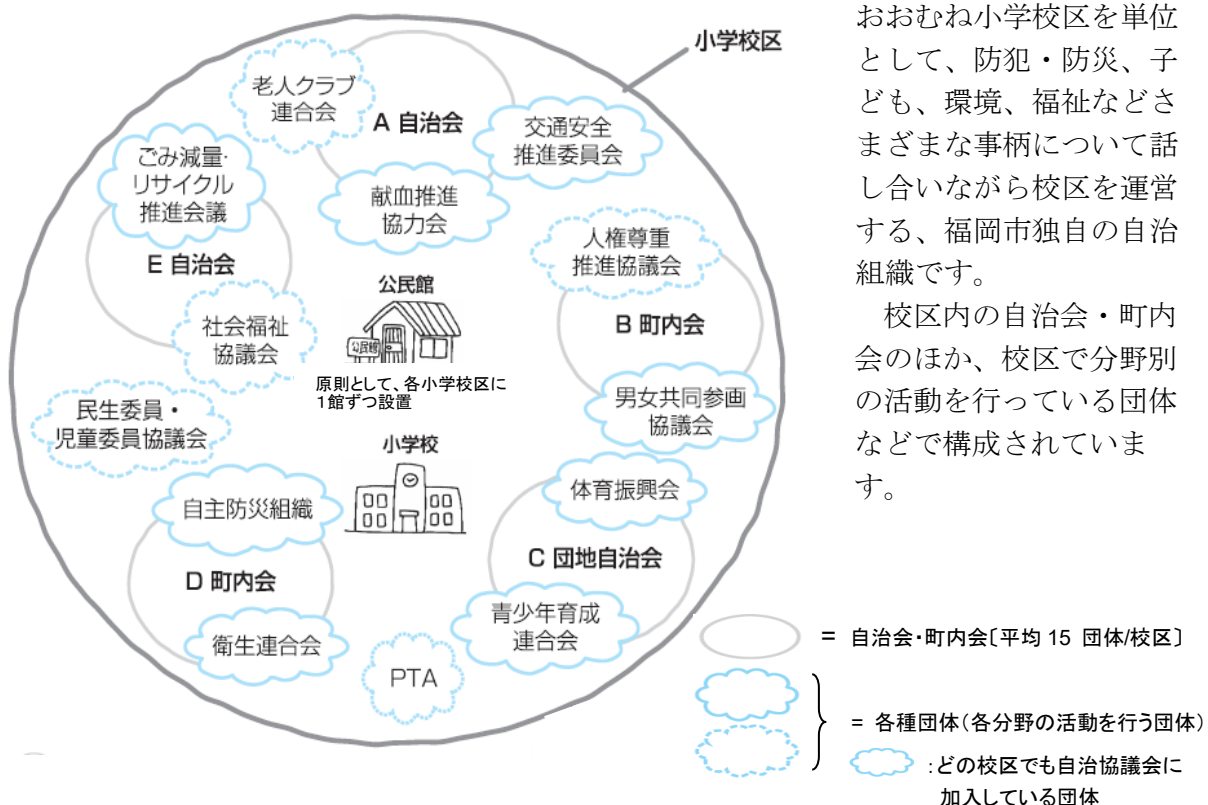 小学校区
老人クラブ
連合会
A 自治会
交通安全
推進委員会
ごみ減量・
リサイクル
推進会議
献血推進
協力会
E 自治会
人権尊重
推進協議会
公民館
公民館
B 町内会
社会福祉
協議会
原則として、各小学校区に
1館ずつ設置
男女共同参画
協議会
民生委員・
児童委員協議会
小学校
体育振興会
自主防災組織
C 団地自治会
D 町内会
青少年育成
連合会
衛生連合会
PTA
おおむね小学校区を単位
として、防犯・防災、子
ども、環境、福祉などさ
まざまな事柄について話
し合いながら校区を運営
する、福岡市独自の自治
組織です。
校区内の自治会・町内
会のほか、校区で分野別
の活動を行っている団体
などで構成されていま
す。
= 自治会・町内会〔平均 15 団体/校区〕
= 各種団体(各分野の活動を行う団体)
:どの校区でも自治協議会に
加入している団体